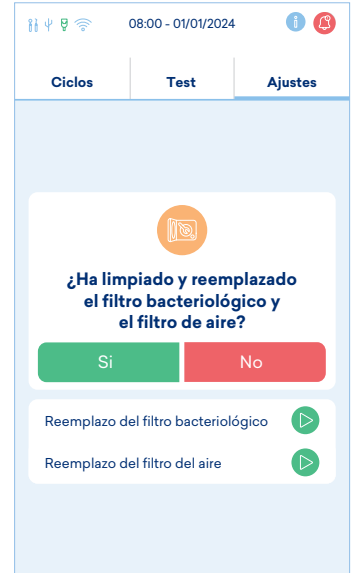 08:00 - 01/01/2024
Ciclos Test Ajustes
¿Ha limpiado y reemplazado
el filtro bacteriológico y
el filtro de aire?
Si No
Reemplazo del filtro bacteriológico
Reemplazo del filtro del aire